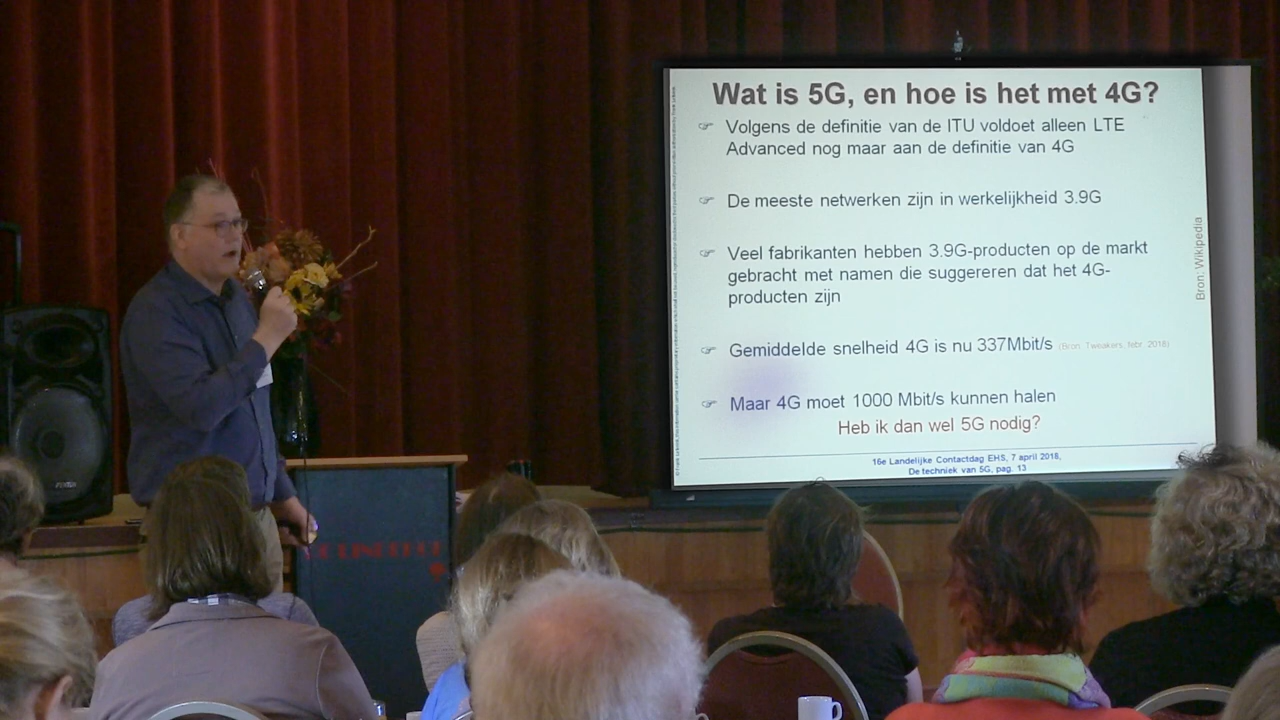 Wat is 5G, en hoe is het met 4G?
Volgens de definitie van de ITU voldoet alleen LTE
Advanced nog maar aan de definitie van 4G
De meeste netwerken zijn in werkelijkheid 3.9G
Veel fabrikanten hebben 3.9G-producten op de markt
gebracht met namen die suggereren dat het 4G-
producten zijn
Gemiddelde snelheid 4G is nu 337Mbit/s (Bron: Tweakers, febr. 2018)
Maar 4G moet 1000 Mbit/s kunnen halen
Heb ik dan wel 5G nodig?
16e Landelijke Contactdag EHS, 7 april 2018,
De techniek van 5G, pag. 13
Bron: Wikipedia